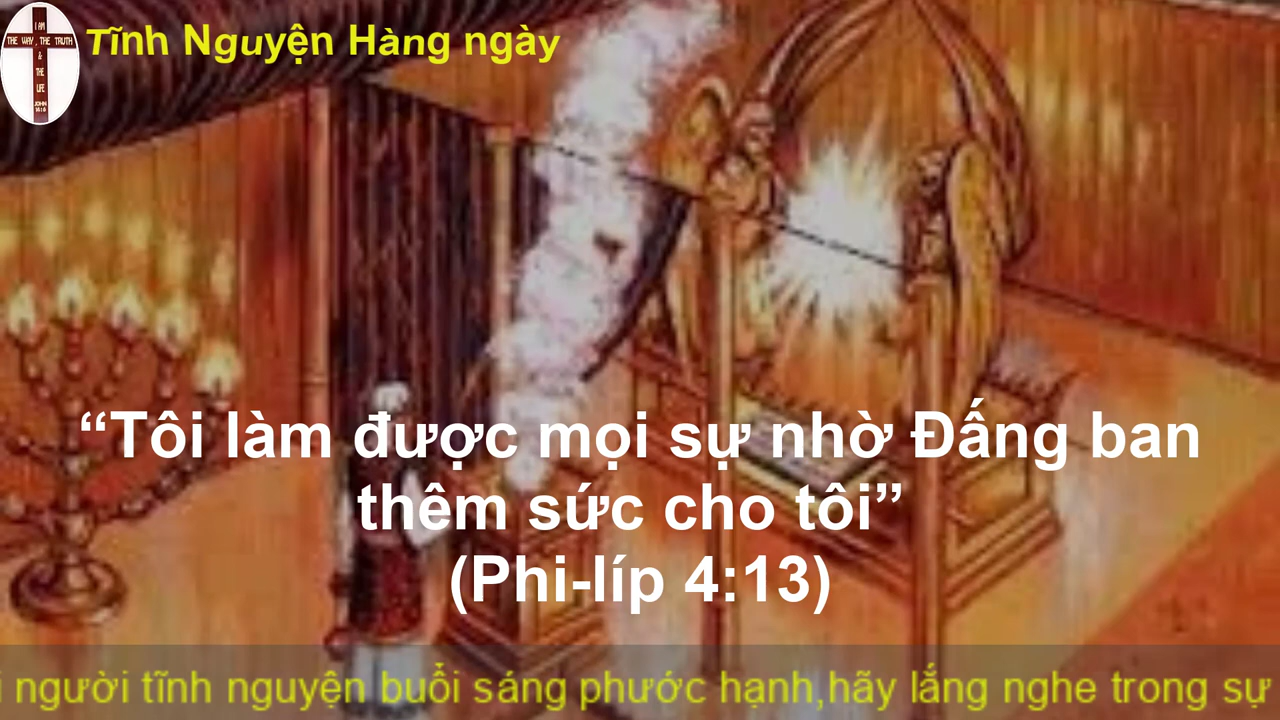 I AM
THE WAY, THE TRUTH
&
THE
LIFE
JOHN
Tĩnh Nguyện Hàng ngày
“Tôi làm được mọi sự nhờ Đấng ban
thêm sức cho tôi”
(Phi-líp 4:13)
người tĩnh nguyện buổi sáng phước hạnh,hãy lắng nghe trong sự